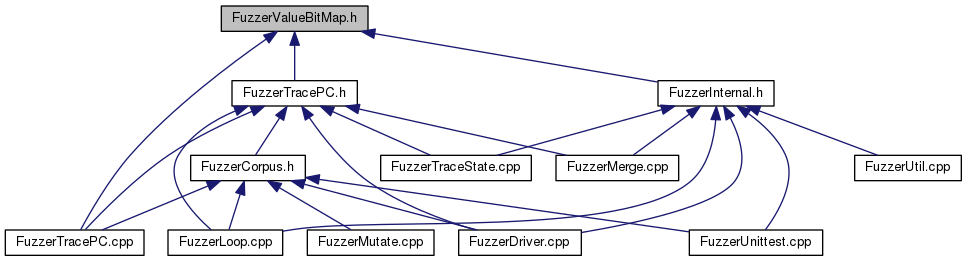 FuzzerValueBitMap.h
FuzzerTracePC.h
FuzzerInternal.h
FuzzerCorpus.h
FuzzerTraceState.cpp
FuzzerMerge.cpp
FuzzerUtil.cpp
FuzzerTracePC.cpp
FuzzerLoop.cpp
FuzzerMutate.cpp
FuzzerDriver.cpp
FuzzerUnittest.cpp